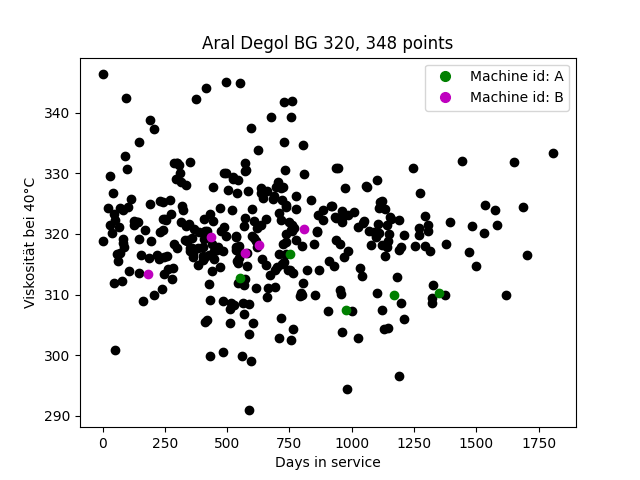 Aral Degol BG 320, 348 points
Machine id: A
Machine id: B
Viskosität bei 40°C
340
330
320
310
300
290
0 250 500 750 1000 1250 1500 1750
Days in service